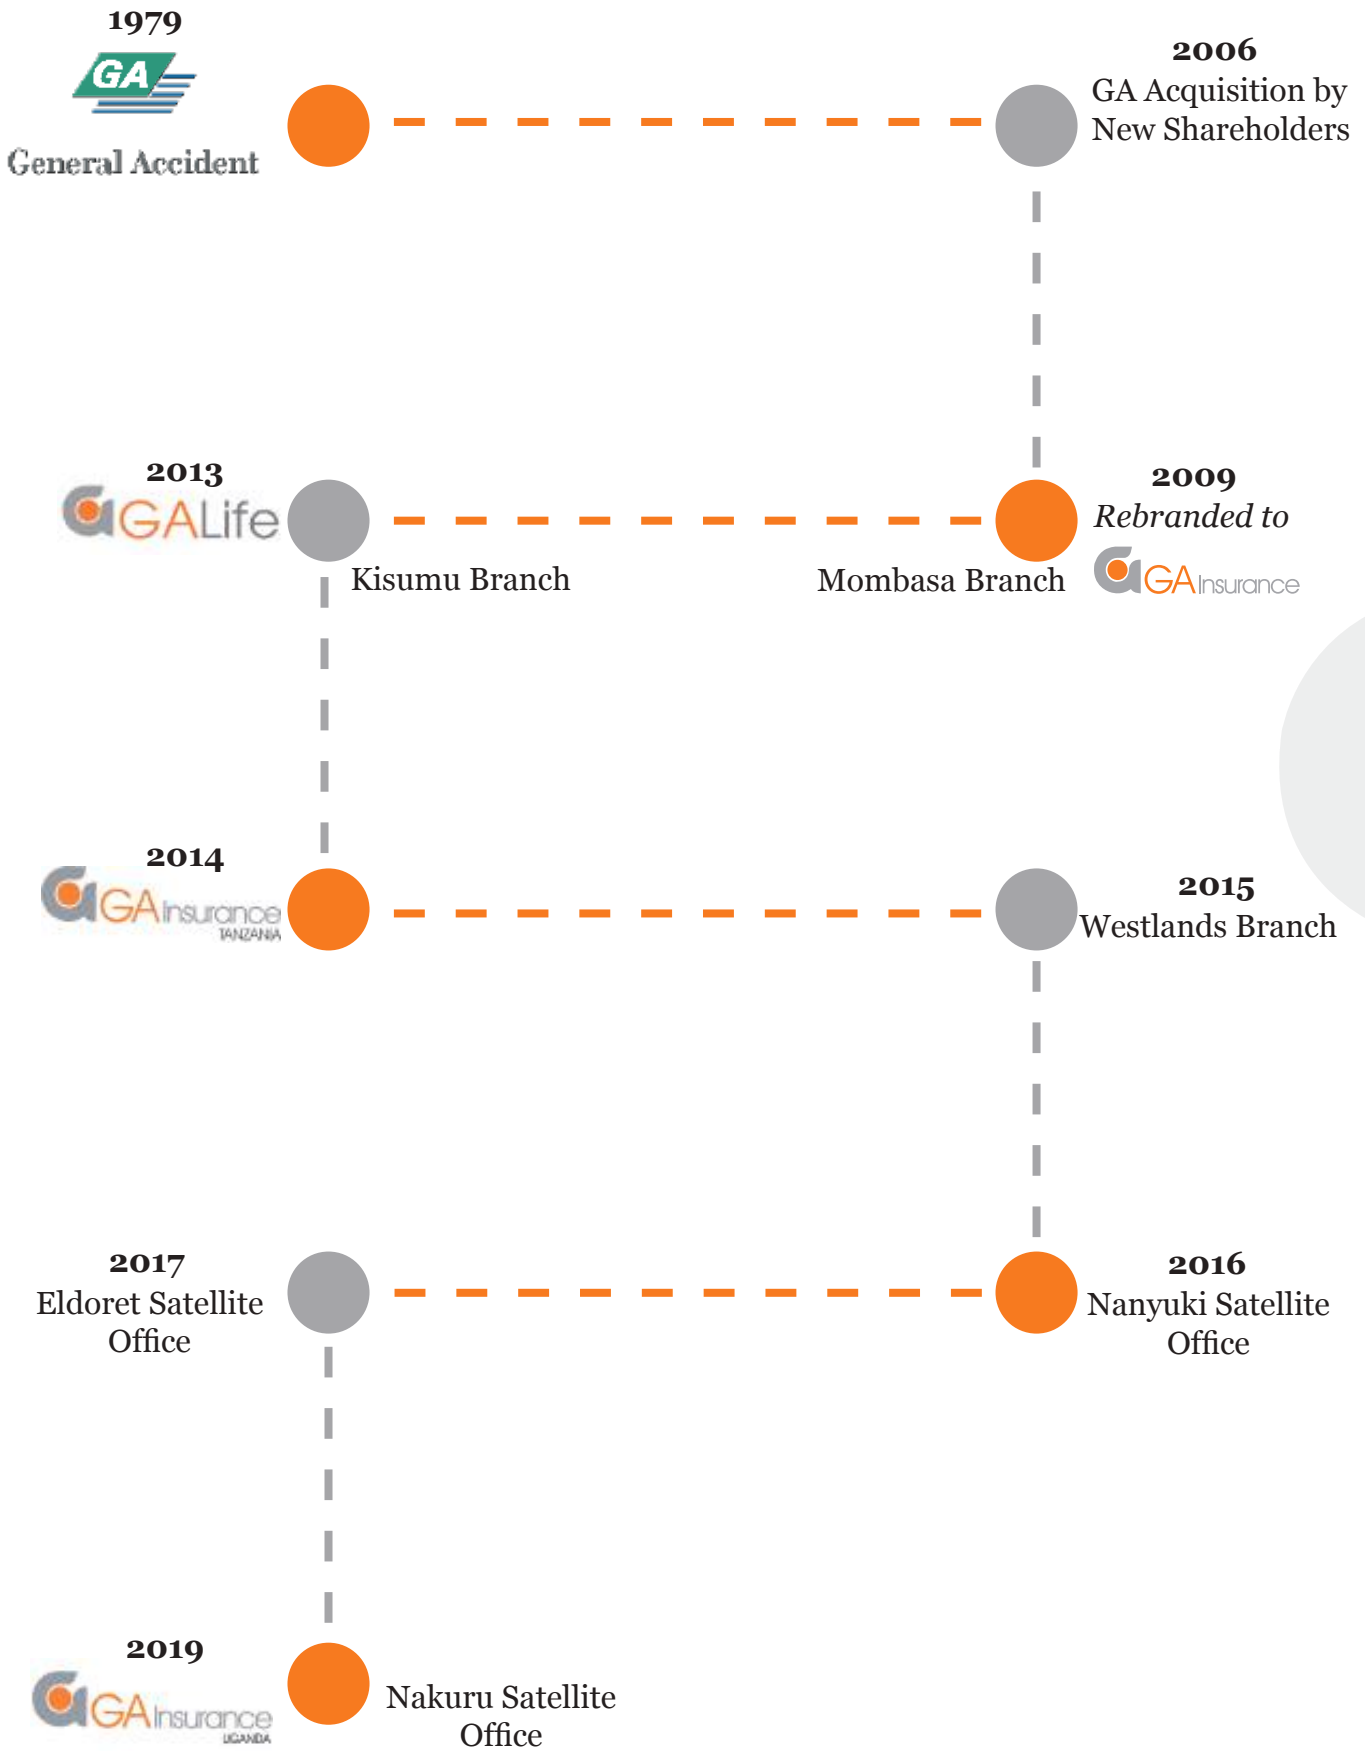 1979
GA
General Accident
2006
GA Acquisition by
New Shareholders
2009
Rebranded to
GA Insurance
Mombasa Branch
2013
GALife
Kisumu Branch
2014
GA Insurance
TANZANIA
2015
Westlands Branch
2016
Nanyuki Satellite
Office
2017
Eldoret Satellite
Office
2019
GA Insurance
UGANDA
Nakuru Satellite
Office